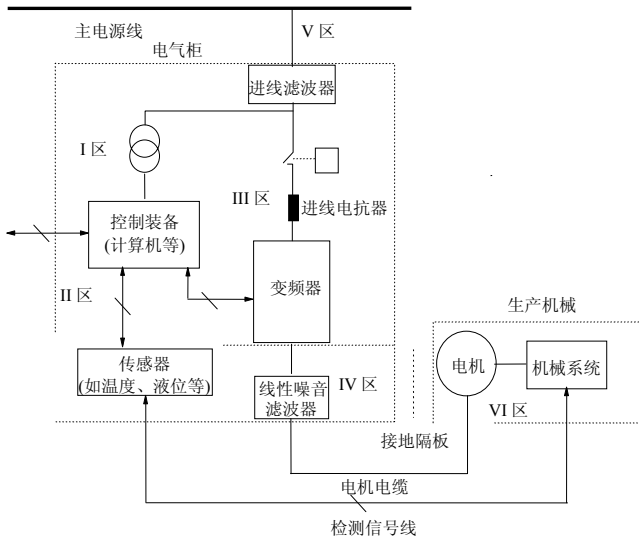 主电源线
V 区
电气柜
进线滤波器
I 区
III 区
进线电抗器
控制装备
(计算机等)
变频器
II 区
生产机械
传感器
(如温度、液位等)
线性噪音
滤波器
IV 区
电机
机械系统
VI 区
接地隔板
电机电缆
检测信号线